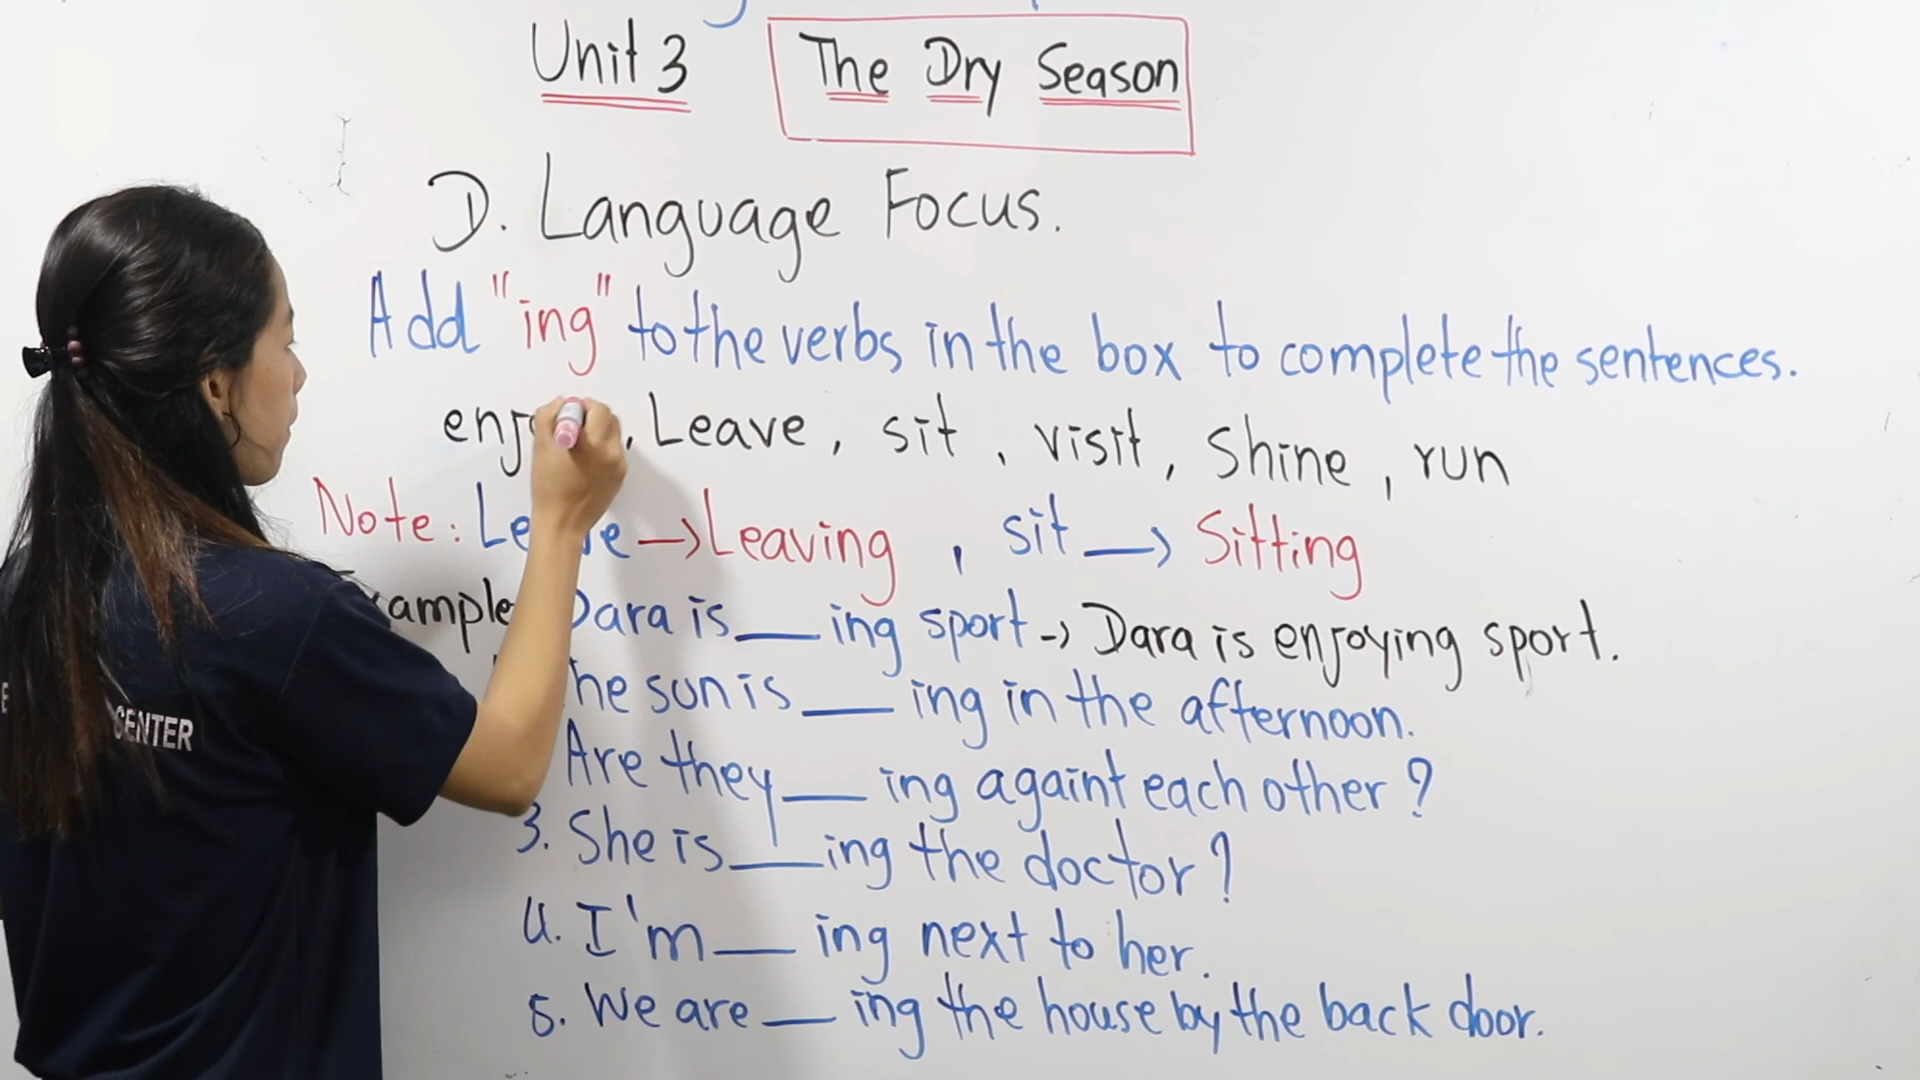 Unit 3 The Dry Season
D. Language Focus.
Add "ing" to the verbs in the box to complete the sentences.
Leave, sit, visit, Shine, run
Note: → Leaving, sit → Sitting
Dara is ___ ing sport → Dara is enjoying sport.
sun is ___ ing in the afternoon.
Are they ___ ing againt each other?
3. She is ___ ing the doctor?
4. I'm ___ ing next to her.
5. We are ___ ing the house by the back door.
CENTER